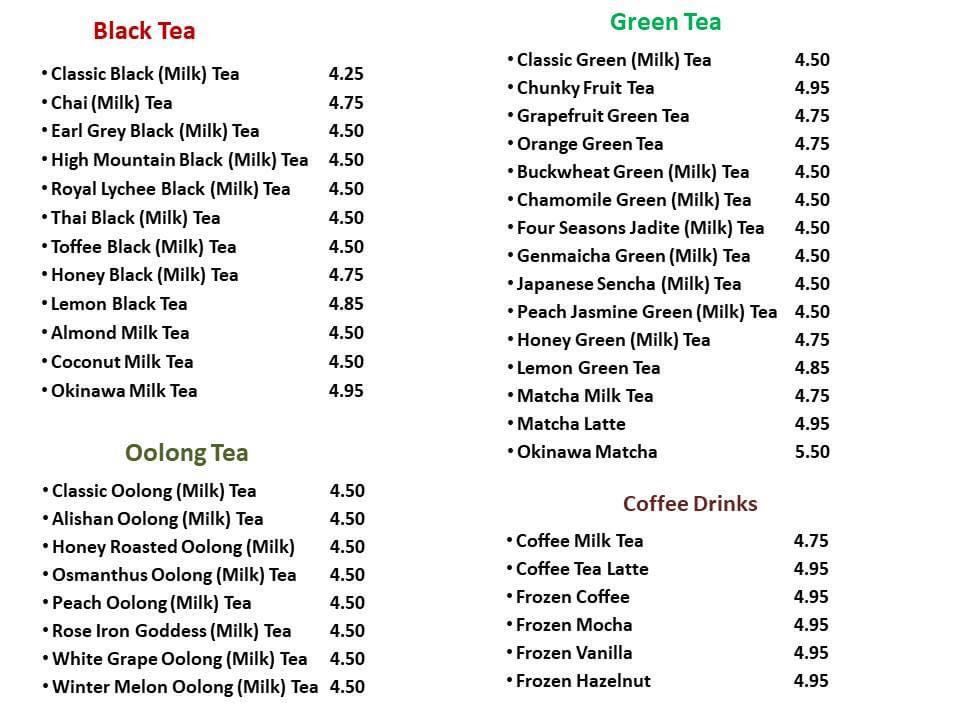 Black Tea
• Classic Black (Milk) Tea 4.25
• Chai (Milk) Tea 4.75
• Earl Grey Black (Milk) Tea 4.50
• High Mountain Black (Milk) Tea 4.50
• Royal Lychee Black (Milk) Tea 4.50
• Thai Black (Milk) Tea 4.50
• Toffee Black (Milk) Tea 4.50
• Honey Black (Milk) Tea 4.75
• Lemon Black Tea 4.85
• Almond Milk Tea 4.50
• Coconut Milk Tea 4.50
• Okinawa Milk Tea 4.95
Oolong Tea
• Classic Oolong (Milk) Tea 4.50
• Alishan Oolong (Milk) Tea 4.50
• Honey Roasted Oolong (Milk) 4.50
• Osmanthus Oolong (Milk) Tea 4.50
• Peach Oolong (Milk) Tea 4.50
• Rose Iron Goddess (Milk) Tea 4.50
• White Grape Oolong (Milk) Tea 4.50
• Winter Melon Oolong (Milk) Tea 4.50
Green Tea
• Classic Green (Milk) Tea 4.50
• Chunky Fruit Tea 4.95
• Grapefruit Green Tea 4.75
• Orange Green Tea 4.75
• Buckwheat Green (Milk) Tea 4.50
• Chamomile Green (Milk) Tea 4.50
• Four Seasons Jadite (Milk) Tea 4.50
• Genmaicha Green (Milk) Tea 4.50
• Japanese Sencha (Milk) Tea 4.50
• Peach Jasmine Green (Milk) Tea 4.50
• Honey Green (Milk) Tea 4.75
• Lemon Green Tea 4.85
• Matcha Milk Tea 4.75
• Matcha Latte 4.95
• Okinawa Matcha 5.50
Coffee Drinks
• Coffee Milk Tea 4.75
• Coffee Tea Latte 4.95
• Frozen Coffee 4.95
• Frozen Mocha 4.95
• Frozen Vanilla 4.95
• Frozen Hazelnut 4.95